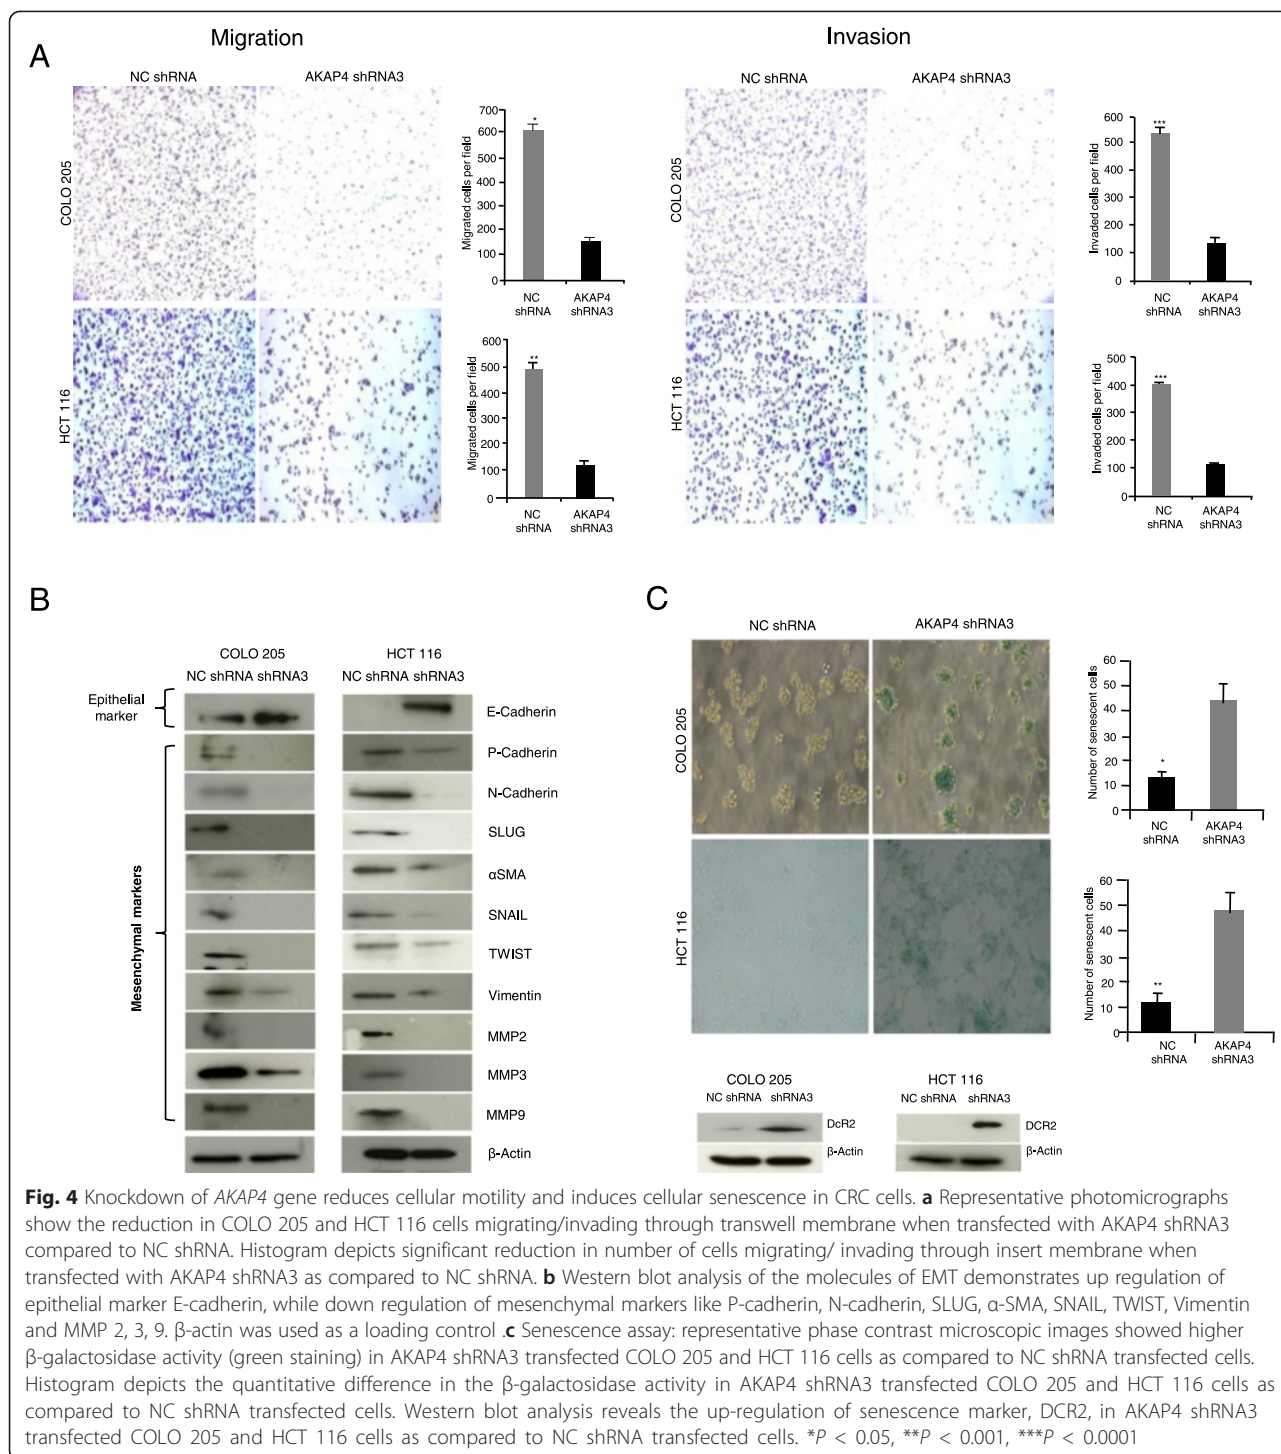 A
Migration
Invasion
NC shRNA
AKAP4 shRNA3
NC shRNA
AKAP4 shRNA3
COLO 205
HCT 116
Migrated cells per field
700
600
500
400
300
200
100
0
*
NC
shRNA
AKAP4
shRNA3
Migrated cells per field
600
500
400
300
200
100
0
**
NC
shRNA
AKAP4
shRNA3
COLO 205
HCT 116
Invaded cells per field
600
500
400
300
200
100
0
***
NC
shRNA
AKAP4
shRNA3
Invaded cells per field
500
400
300
200
100
0
***
NC
shRNA
AKAP4
shRNA3
B
COLO 205
HCT 116
NC shRNA shRNA3
NC shRNA shRNA3
Epithelial
marker
Mesenchymal markers
E-Cadherin
P-Cadherin
N-Cadherin
SLUG
αSMA
SNAIL
TWIST
Vimentin
MMP2
MMP3
MMP9
β-Actin
C
NC shRNA
AKAP4 shRNA3
COLO 205
HCT 116
Number of senescent cells
60
50
40
30
20
10
0
*
NC
shRNA
AKAP4
shRNA3
Number of senescent cells
60
50
40
30
20
10
0
**
NC
shRNA
AKAP4
shRNA3
COLO 205
NC shRNA shRNA3
DcR2
β-Actin
HCT 116
NC shRNA shRNA3
DCR2
β-Actin
Fig. 4 Knockdown of AKAP4 gene reduces cellular motility and induces cellular senescence in CRC cells. a Representative photomicrographs
show the reduction in COLO 205 and HCT 116 cells migrating/invading through transwell membrane when transfected with AKAP4 shRNA3
compared to NC shRNA. Histogram depicts significant reduction in number of cells migrating/ invading through insert membrane when
transfected with AKAP4 shRNA3 as compared to NC shRNA. b Western blot analysis of the molecules of EMT demonstrates up regulation of
epithelial marker E-cadherin, while down regulation of mesenchymal markers like P-cadherin, N-cadherin, SLUG, α-SMA, SNAIL, TWIST, Vimentin
and MMP 2, 3, 9. β-actin was used as a loading control .c Senescence assay: representative phase contrast microscopic images showed higher
β-galactosidase activity (green staining) in AKAP4 shRNA3 transfected COLO 205 and HCT 116 cells as compared to NC shRNA transfected cells.
Histogram depicts the quantitative difference in the β-galactosidase activity in AKAP4 shRNA3 transfected COLO 205 and HCT 116 cells as
compared to NC shRNA transfected cells. Western blot analysis reveals the up-regulation of senescence marker, DCR2, in AKAP4 shRNA3
transfected COLO 205 and HCT 116 cells as compared to NC shRNA transfected cells. *P < 0.05, **P < 0.001, ***P < 0.0001